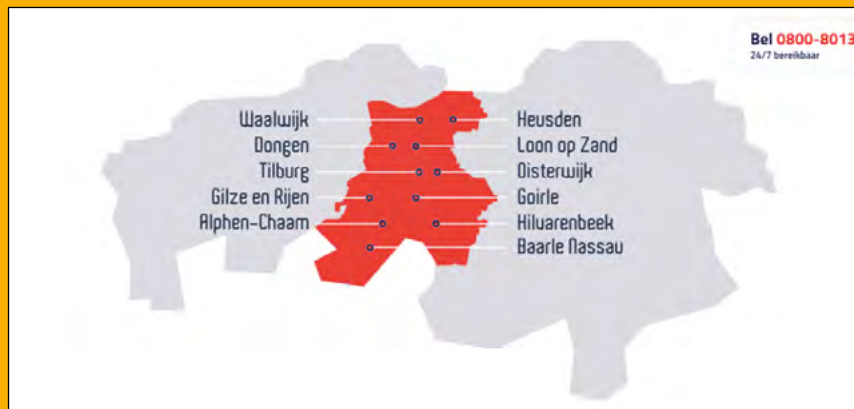 Bel 0800-8013
24/7 bereikbaar
Waalwijk
Dongen
Tilburg
Gilze en Rijen
Alphen-Chaam
Heusden
Loon op Zand
Oisterwijk
Goirle
Hilvarenbeek
Baarle Nassau